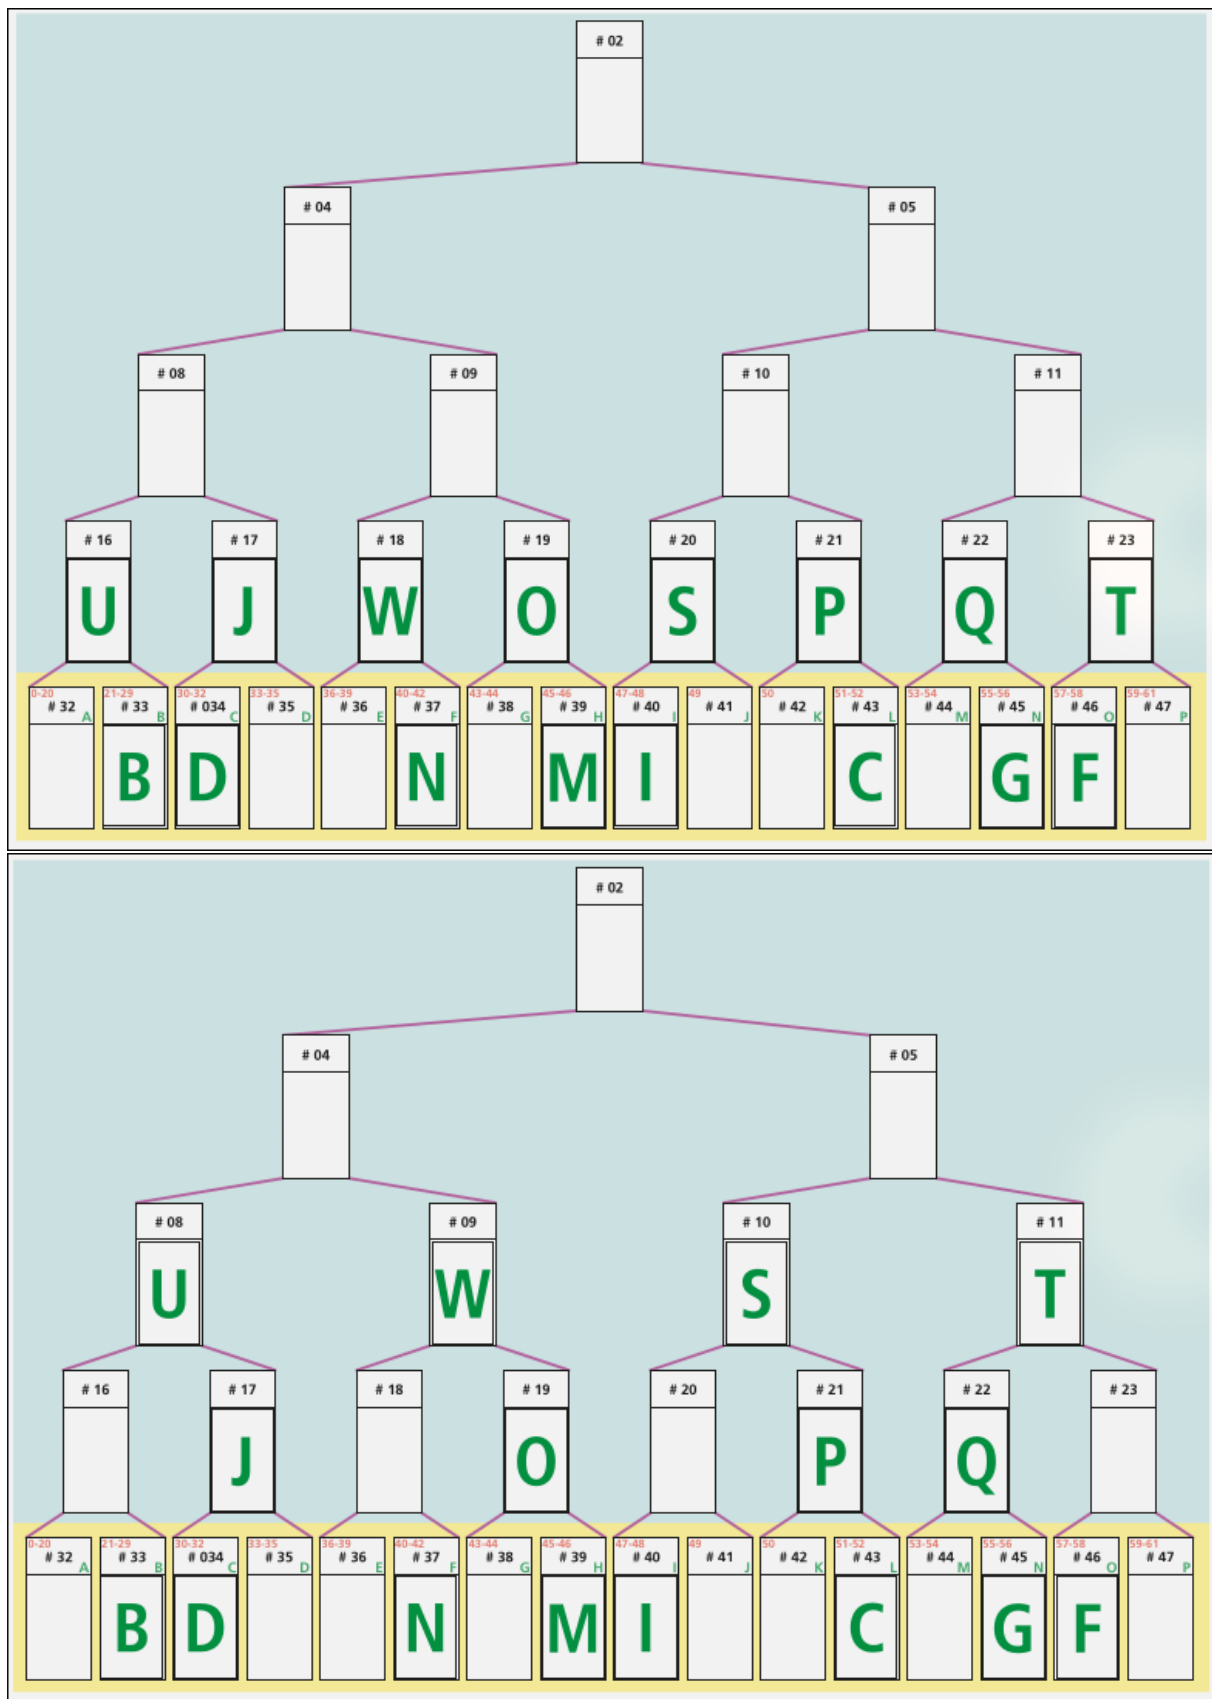 # 02
# 04 # 05
# 08 # 09 # 10 # 11
# 16 # 17 # 18 # 19 # 20 # 21 # 22 # 23
U J W O S P Q T
0-20 21-29 30-32 33-35 36-39 40-42 43-44 45-46 47-48 49 50 51-52 53-54 55-56 57-58 59-61
# 32 # 33 # 034 # 35 # 36 # 37 # 38 # 39 # 40 # 41 # 42 # 43 # 44 # 45 # 46 # 47
A B C D E F G H I J K L M N O P
B D N M I C G F
# 02
# 04 # 05
# 08 # 09 # 10 # 11
U W S T
# 16 # 17 # 18 # 19 # 20 # 21 # 22 # 23
J O P Q
0-20 21-29 30-32 33-35 36-39 40-42 43-44 45-46 47-48 49 50 51-52 53-54 55-56 57-58 59-61
# 32 # 33 # 034 # 35 # 36 # 37 # 38 # 39 # 40 # 41 # 42 # 43 # 44 # 45 # 46 # 47
A B C D E F G H I J K L M N O P
B D N M I C G F